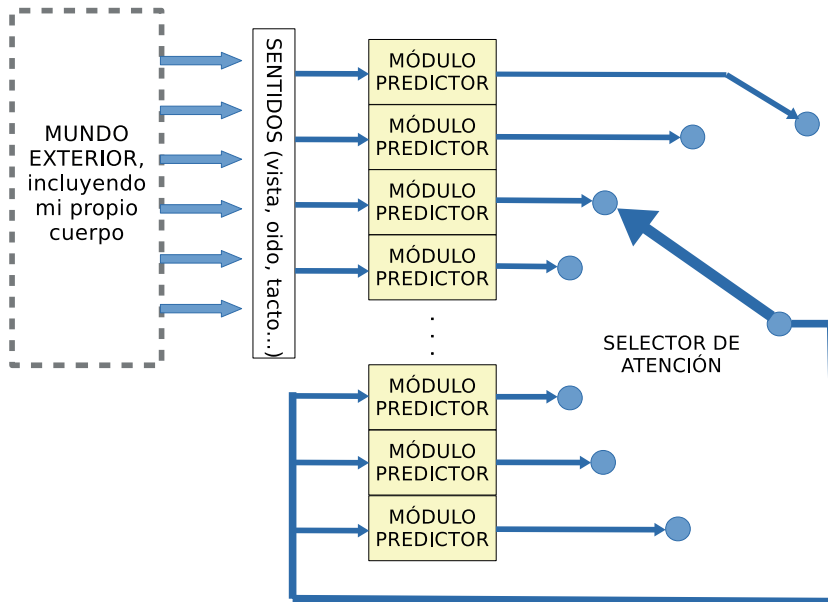 MUNDO
EXTERIOR,
incluyendo
mi propio
cuerpo
SENTIDOS (vista, oido, tacto...)
MÓDULO
PREDICTOR
MÓDULO
PREDICTOR
MÓDULO
PREDICTOR
MÓDULO
PREDICTOR
. . .
SELECTOR DE
ATENCIÓN
MÓDULO
PREDICTOR
MÓDULO
PREDICTOR
MÓDULO
PREDICTOR